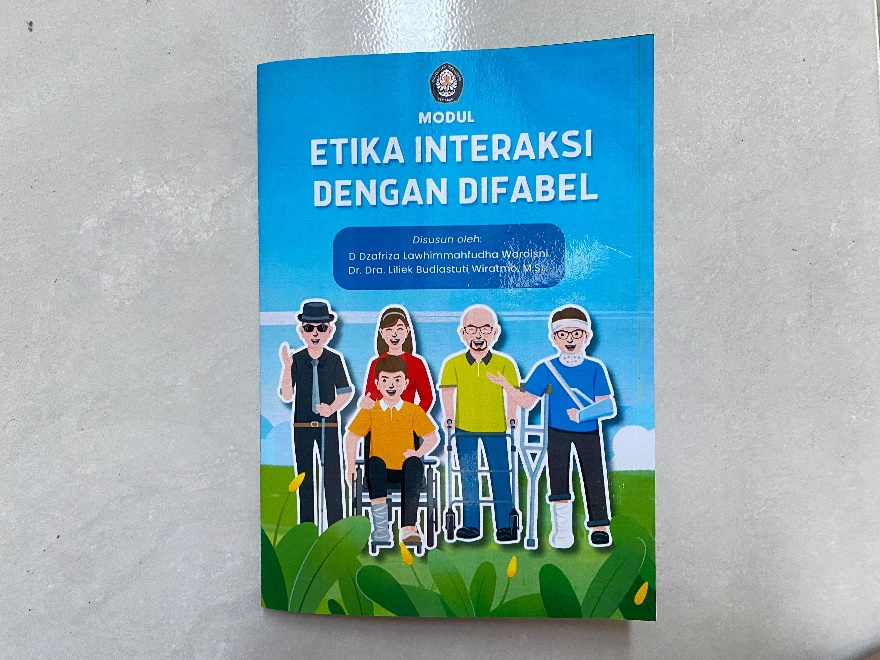 MODUL
ETIKA INTERAKSI
DENGAN DIFABEL
Disusun oleh:
D Dzafriza Lawhimmahfudha Wardisni
Dr. Dra. Liliek Budiastuti Wiratmo, M.Si.